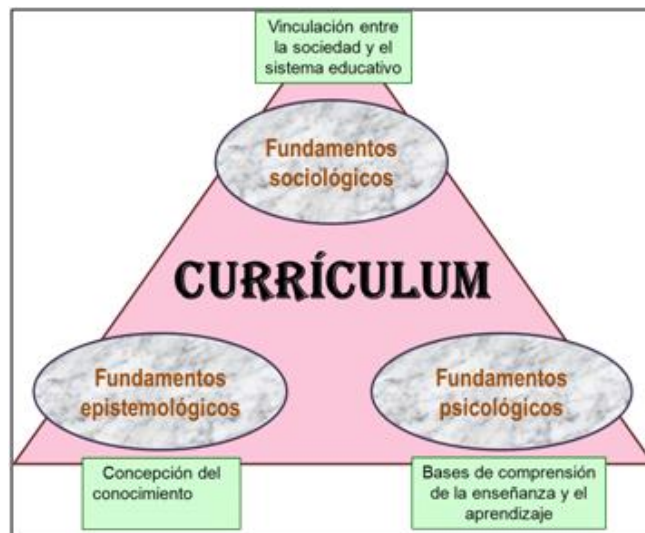 Vinculación entre
la sociedad y el
sistema educativo
Fundamentos
sociológicos
CURRÍCULUM
Fundamentos
epistemológicos
Fundamentos
psicológicos
Concepción del
conocimiento
Bases de comprensión
de la enseñanza y el
aprendizaje